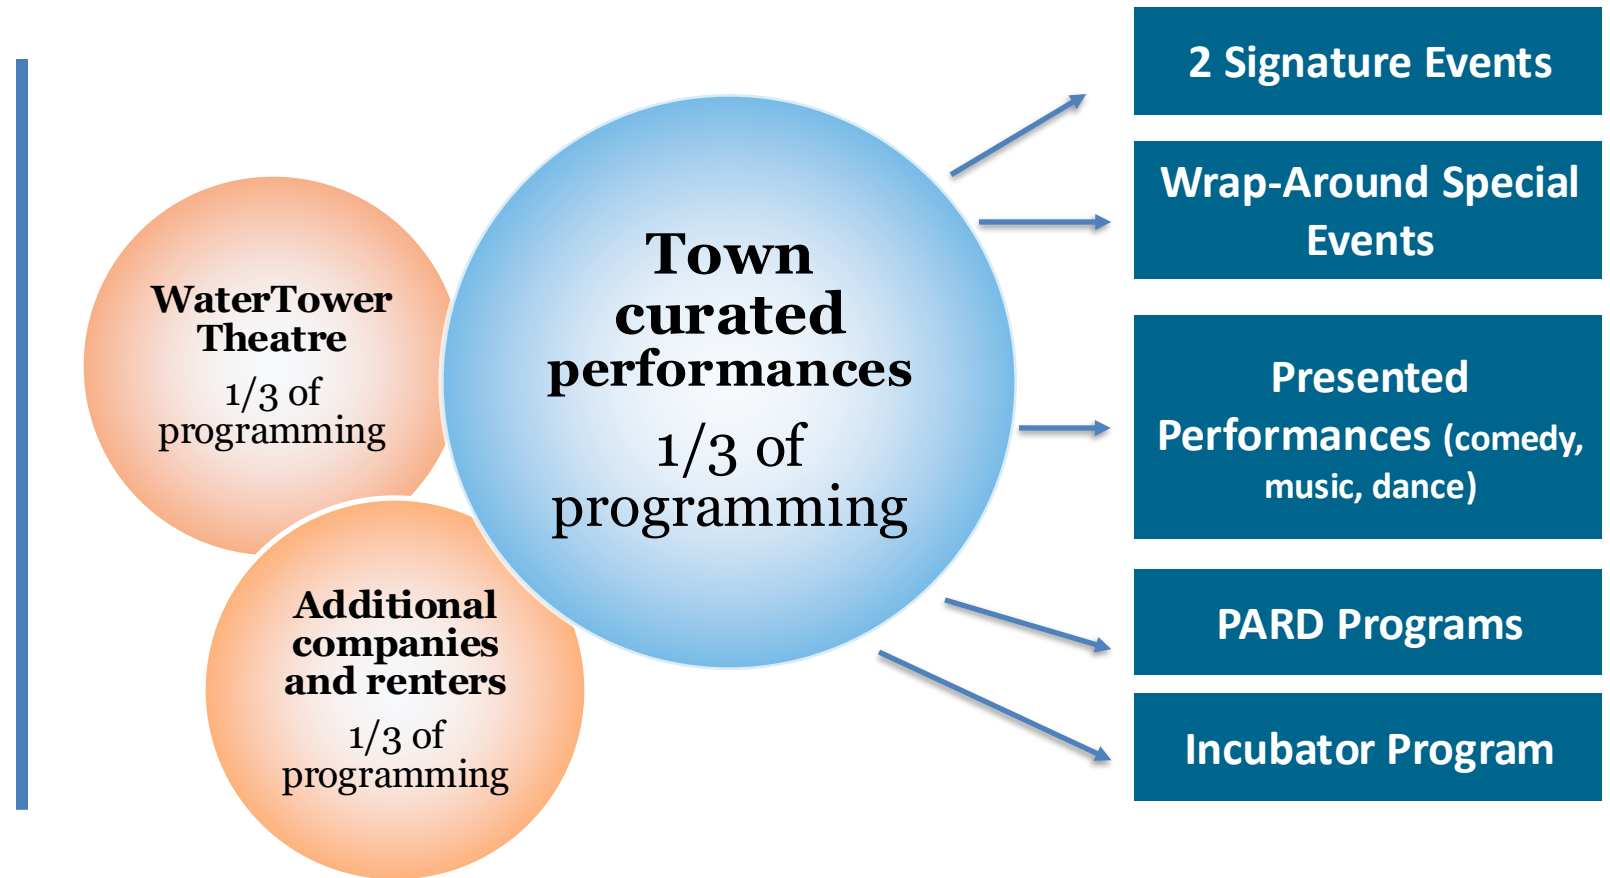 WaterTower
Theatre
1/3 of
programming
Additional
companies
and renters
1/3 of
programming
Town
curated
performances
1/3 of
programming
2 Signature Events
Wrap-Around Special
Events
Presented
Performances (comedy,
music, dance)
PARD Programs
Incubator Program